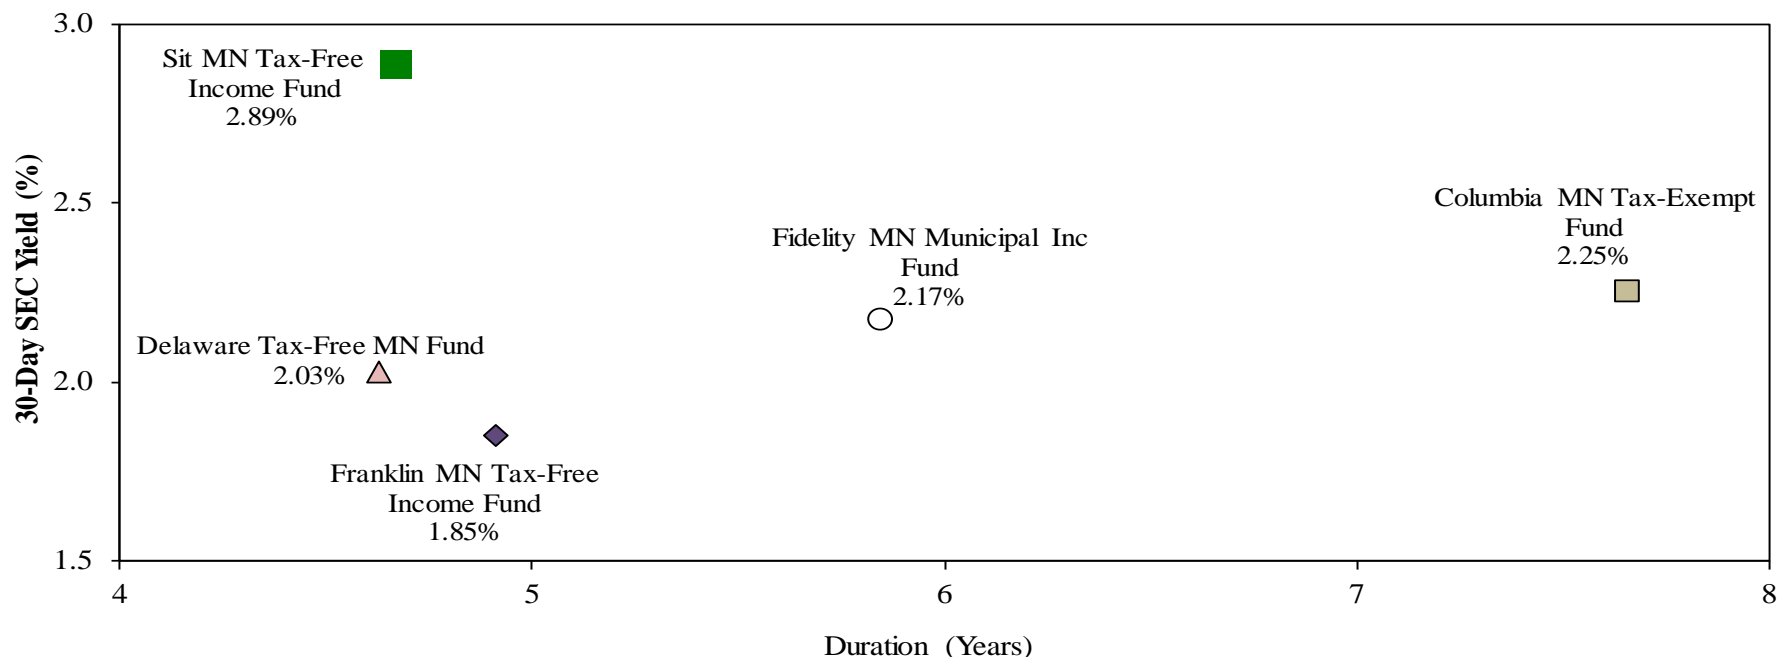 3.0
Sit MN Tax-Free
Income Fund
2.89%
30-Day SEC Yield (%)
2.5
Columbia MN Tax-Exempt
Fund
2.25%
Fidelity MN Municipal Inc
Fund
2.17%
Delaware Tax-Free MN Fund
2.03%
2.0
Franklin MN Tax-Free
Income Fund
1.85%
1.5
4 5 6 7 8
Duration (Years)